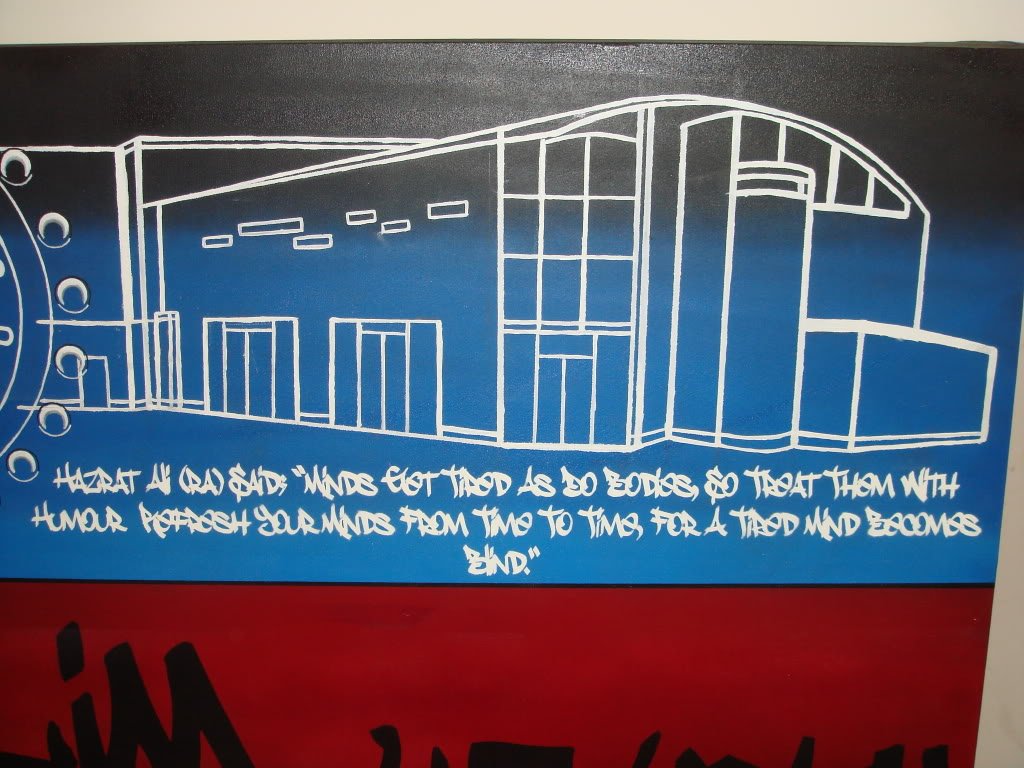 HAZRAT Ali (RA) SAiD: "MiNDS GET TiRED AS DO BODiES, SO TREAT THEM WiTH
HUMOUR REFRESH YOUR MiNDS FROM TiME TO TiME, FOR A TiRED MiND BECOMES
BliND."